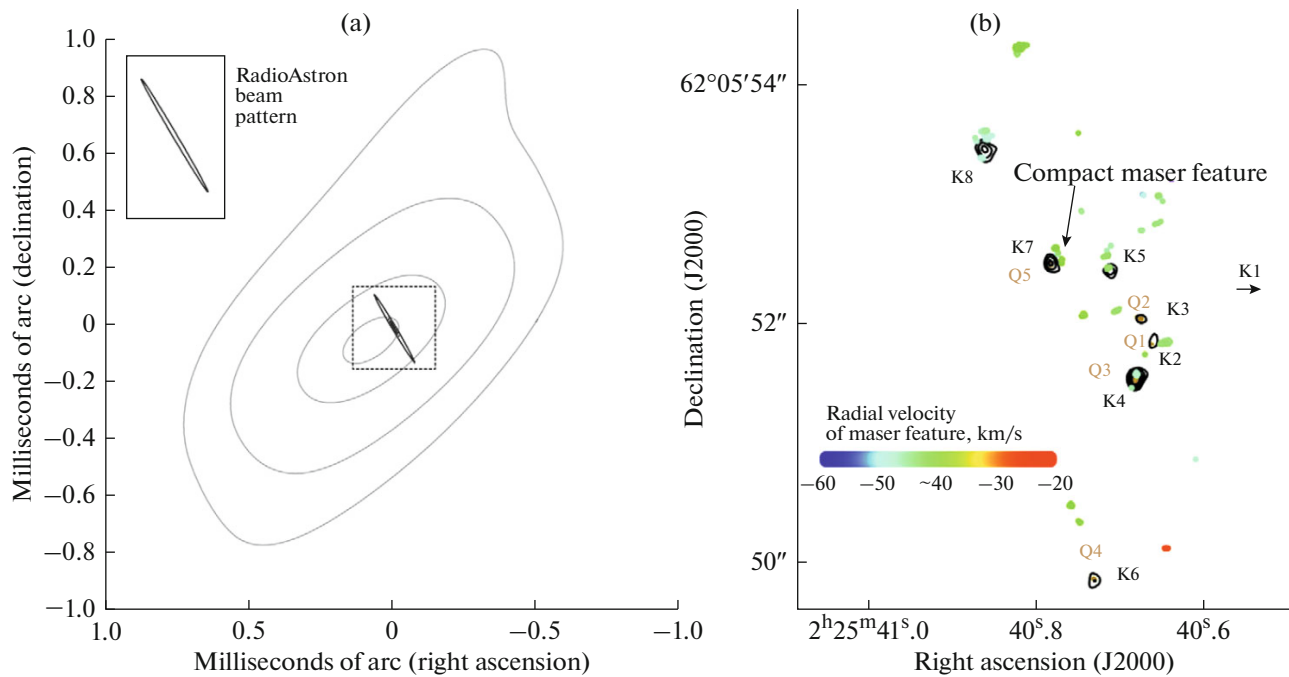 (a)
RadioAstron
beam
pattern
Milliseconds of arc (declination)
1.0
0.8
0.6
0.4
0.2
0
−0.2
−0.4
−0.6
−0.8
−1.0
1.0 0.5 0 −0.5 −1.0
Milliseconds of arc (right ascension)
(b)
62°05′54″
52″
50″
Declination (J2000)
K8
Compact maser feature
K7
K5
Q5
K1
Q2
K3
Q1
K2
Q3
K4
Radial velocity
of maser feature, km/s
−60 −50 ~40 −30 −20
Q4
K6
2h25m41s.0 40s.8 40s.6
Right ascension (J2000)